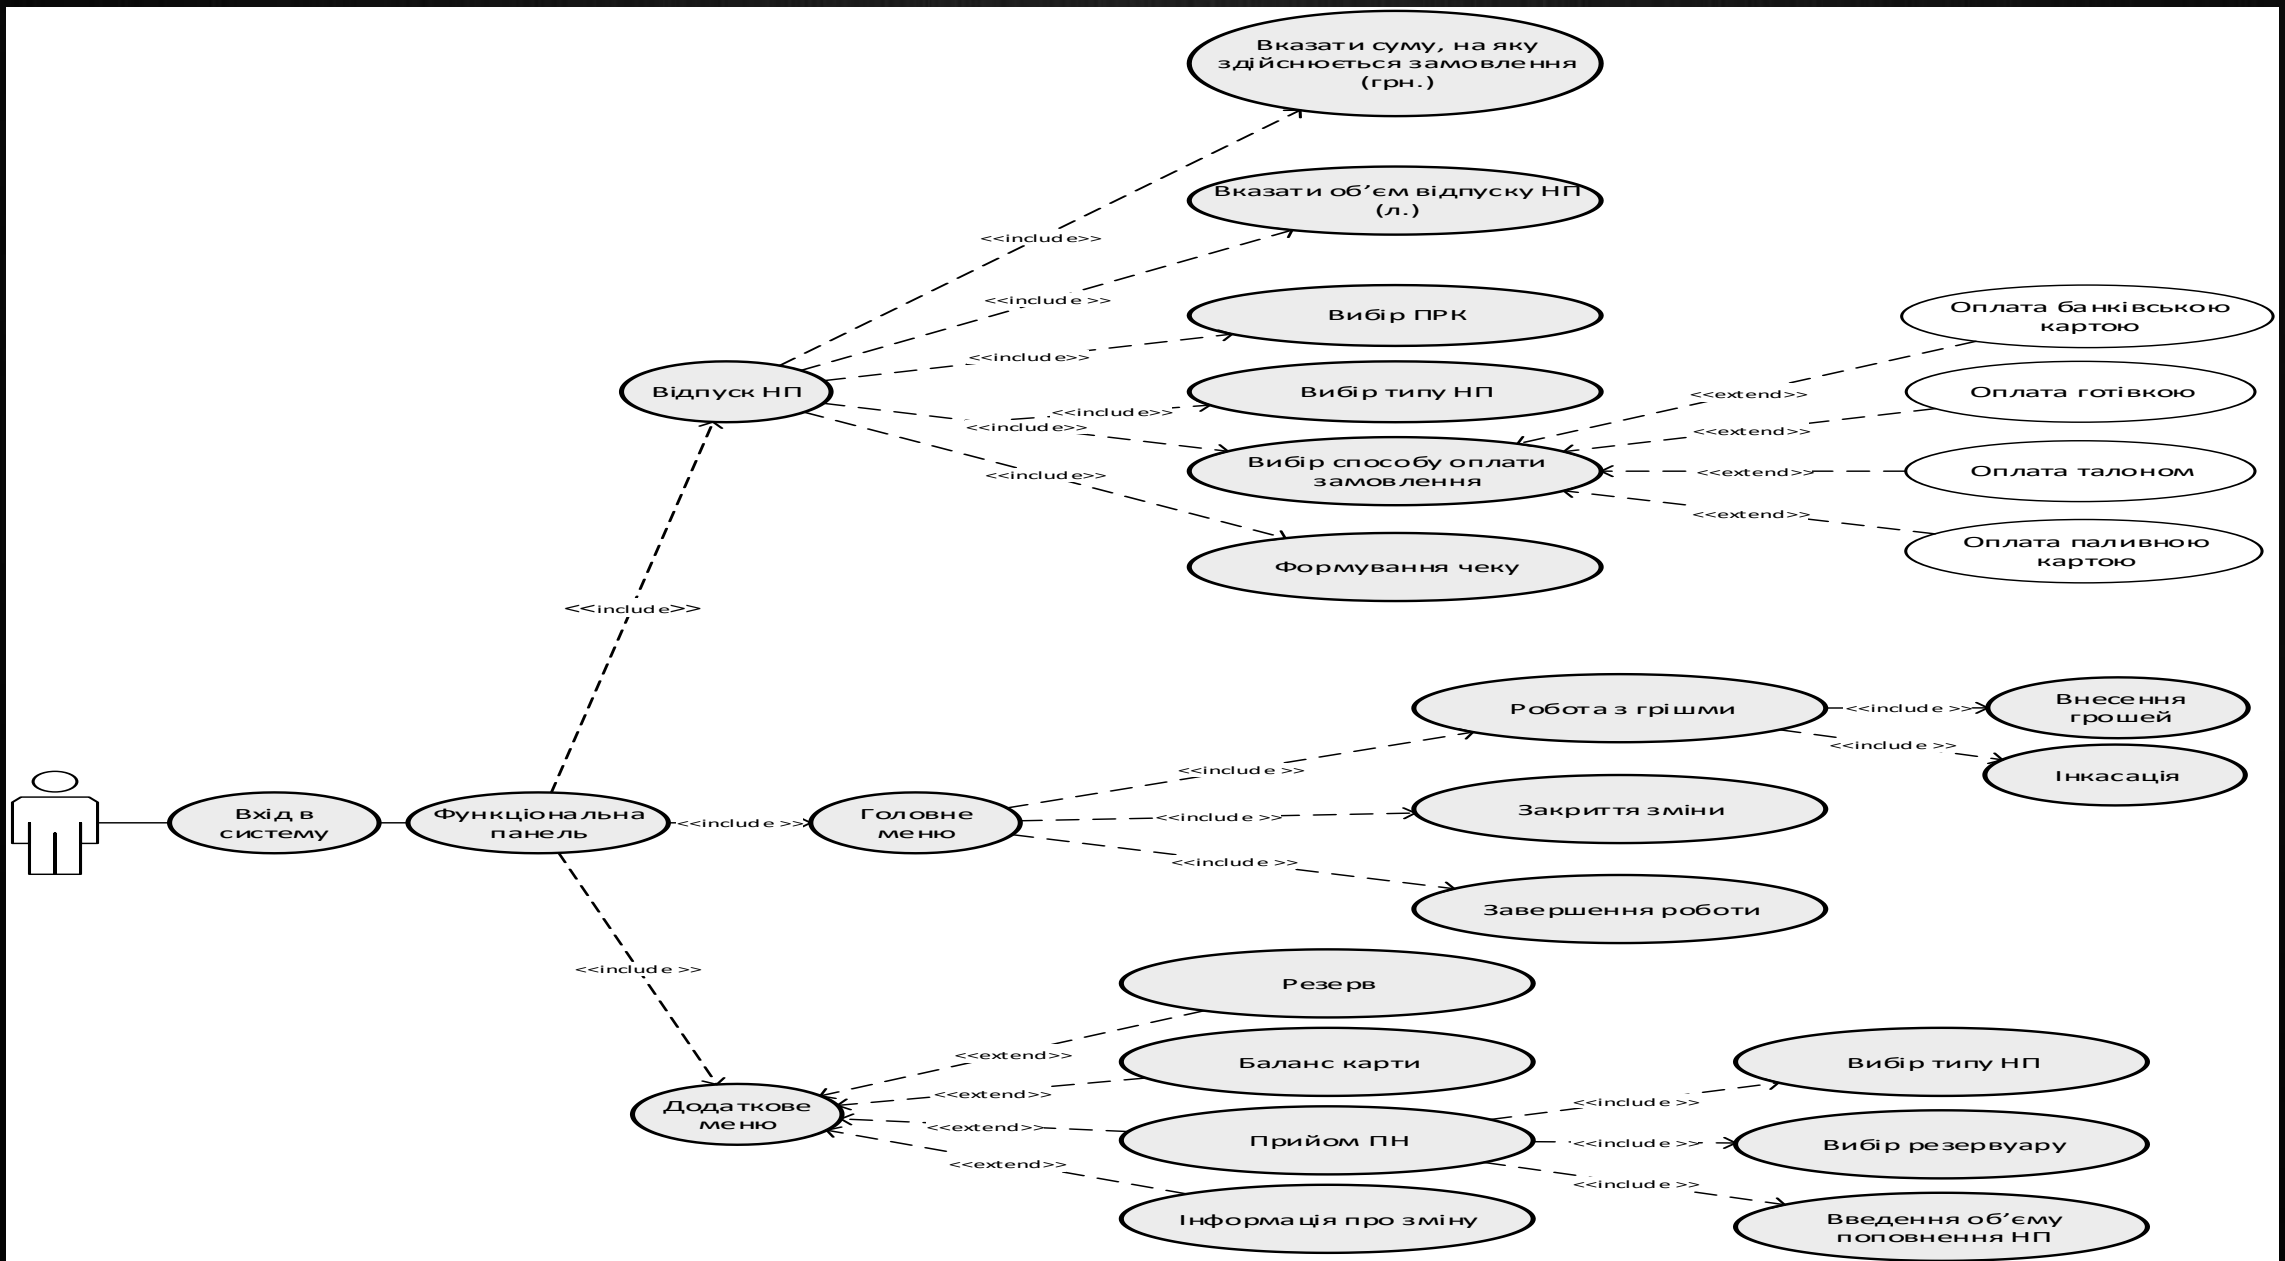 Вказати суму, на яку
здійснюється замовлення
(грн.)
Вказати об’єм відпуску НП
(л.)
<<include>>
<<include >>
Вибір ПРК
<<include>>
Відпуск НП
Вибір типу НП
<<include>>
<<include>>
Вибір способу оплати
замовлення
<<include>>
Формування чеку
Оплата банківською
картою
<<extend>>
Оплата готівкою
<<extend>>
Оплата талоном
<<extend>>
Оплата паливною
картою
<<extend>>
<<include>>
Робота з грішми
<<include >>
Внесення
грошей
<<include >>
Інкасація
<<include >>
Вхід в
систему
Функціональна
панель
<<include >>
Головне
меню
<<include >>
Закриття зміни
<<include >>
Завершення роботи
<<include >>
Резерв
<<extend>>
Баланс карти
<<extend>>
Додаткове
меню
<<extend>>
Прийом ПН
<<extend>>
Інформація про зміну
<<include >>
Вибір типу НП
<<include >>
Вибір резервуару
<<include >>
Введення об’єму
поповнення НП